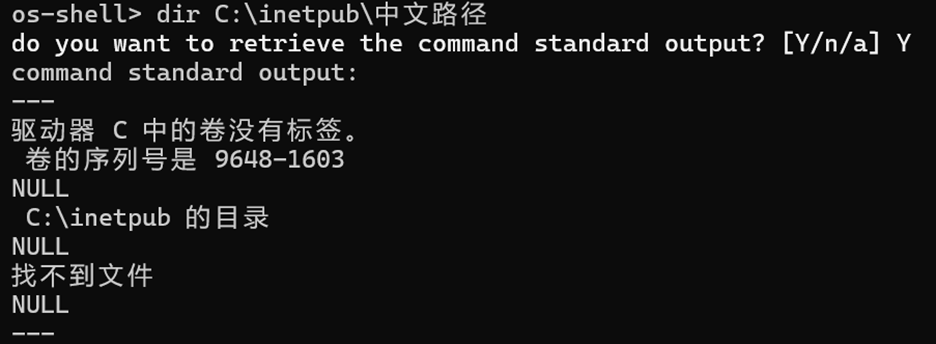 os-shell> dir C:\inetpub\中文路径
do you want to retrieve the command standard output? [Y/n/a] Y
command standard output:
---
驱动器 C 中的卷没有标签。
 卷的序列号是 9648-1603
NULL
 C:\inetpub 的目录
NULL
找不到文件
NULL
---